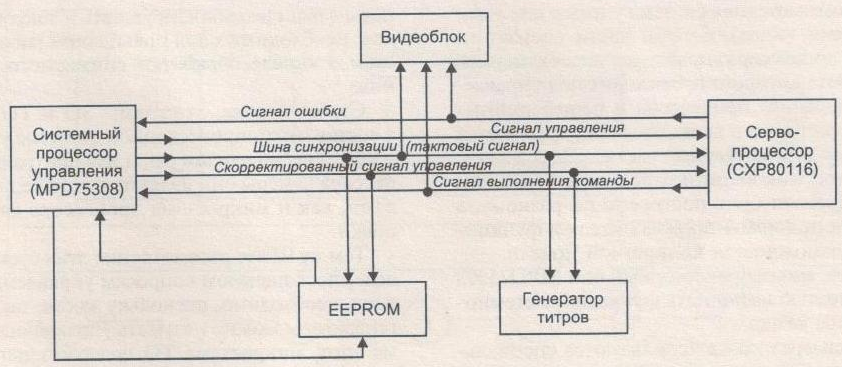 Видеоблок
Сигнал ошибки
Сигнал управления
Шина синхронизации (тактовый сигнал)
Скорректированный сигнал управления
Сигнал выполнения команды
Системный
процессор
управления
(MPD75308)
Серво-
процессор
(CXP80116)
EEPROM
Генератор
титров